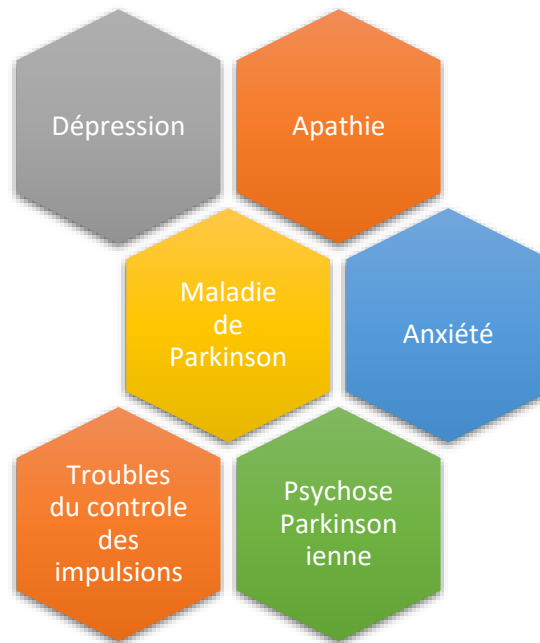 Dépression
Apathie
Maladie
de
Parkinson
Anxiété
Troubles
du controle
des
impulsions
Psychose
Parkinson
ienne